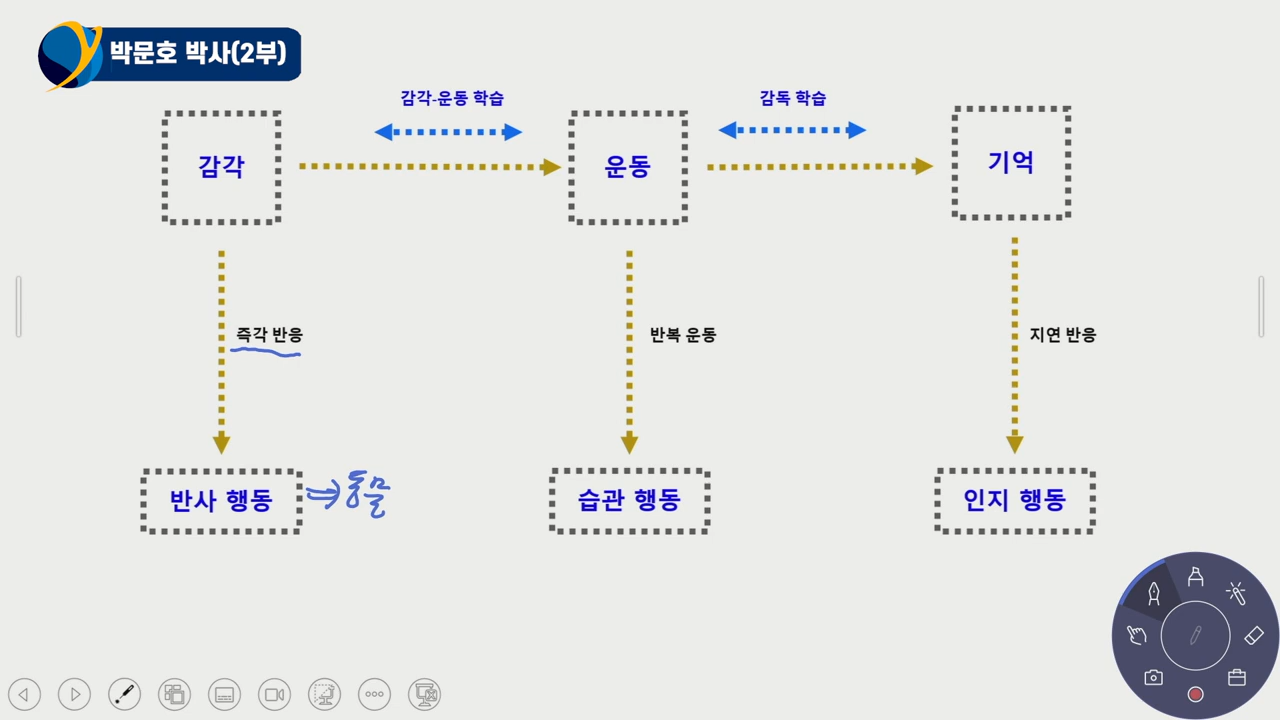 박문호 박사(2부)
감각-운동 학습
감독 학습
감각
운동
기억
즉각 반응
반복 운동
지연 반응
반사 행동
⇒동물
습관 행동
인지 행동